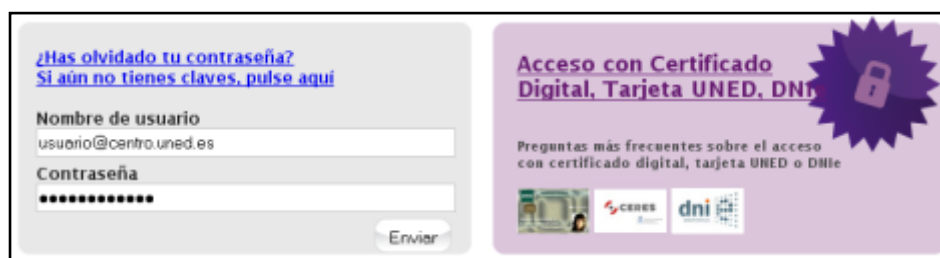 ¿Has olvidado tu contraseña?
Si aún no tienes claves, pulse aquí
Nombre de usuario
usuario@centro.uned.es
Contraseña
••••••••••••
Enviar
Acceso con Certificado
Digital, Tarjeta UNED, DNIe
Preguntas más frecuentes sobre el acceso
con certificado digital, tarjeta UNED o DNIe
CERES
dni